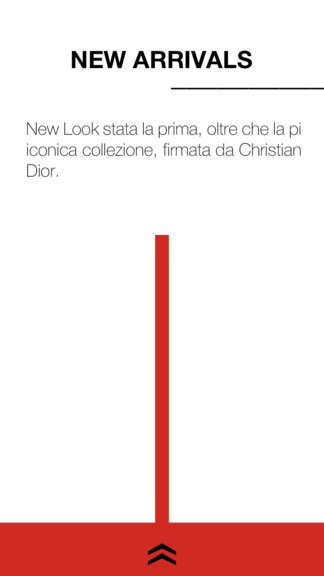 NEW ARRIVALS
New Look stata la prima, oltre che la pi
iconica collezione, firmata da Christian
Dior.